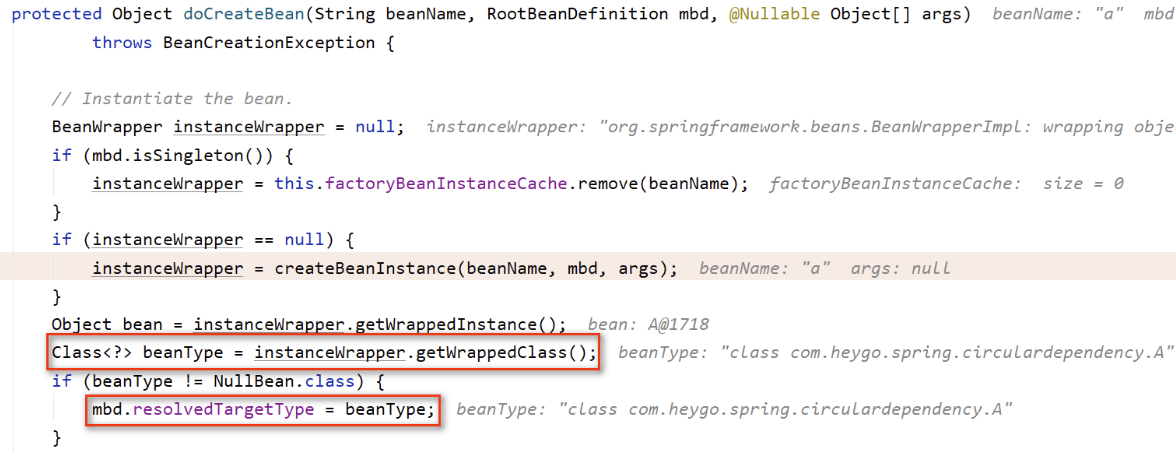 protected Object doCreateBean(String beanName, RootBeanDefinition mbd, @Nullable Object[] args)  beanName: "a"  mbd
        throws BeanCreationException {
    // Instantiate the bean.
    BeanWrapper instanceWrapper = null;  instanceWrapper: "org.springframework.beans.BeanWrapperImpl: wrapping obje
    if (mbd.isSingleton()) {
        instanceWrapper = this.factoryBeanInstanceCache.remove(beanName);  factoryBeanInstanceCache:  size = 0
    }
    if (instanceWrapper == null) {
        instanceWrapper = createBeanInstance(beanName, mbd, args);  beanName: "a"  args: null
    }
    Object bean = instanceWrapper.getWrappedInstance();  bean: A@1718
    Class<?> beanType = instanceWrapper.getWrappedClass();  beanType: "class com.heygo.spring.circulardependency.A"
    if (beanType != NullBean.class) {
        mbd.resolvedTargetType = beanType;  beanType: "class com.heygo.spring.circulardependency.A"
    }